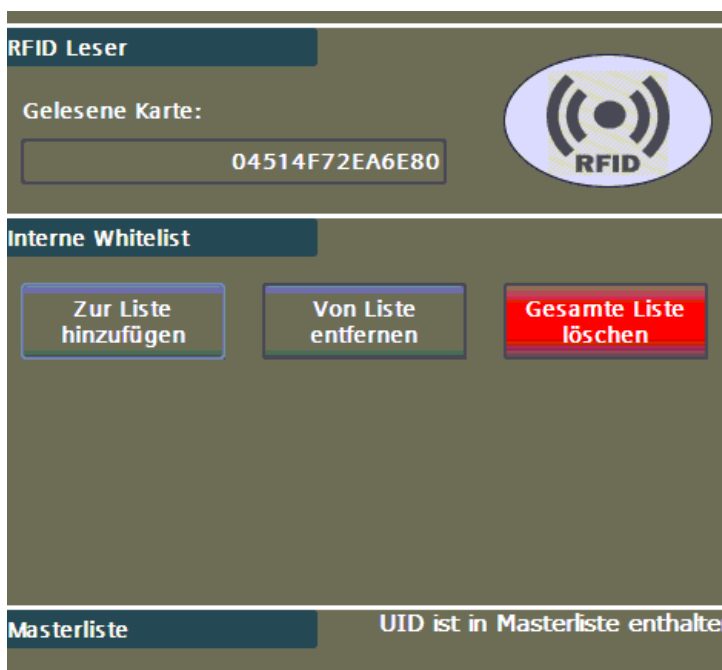 RFID Leser
Gelesene Karte:
04514F72EA6E80
RFID
Interne Whitelist
Zur Liste
hinzufügen
Von Liste
entfernen
Gesamte Liste
löschen
Masterliste
UID ist in Masterliste enthalte